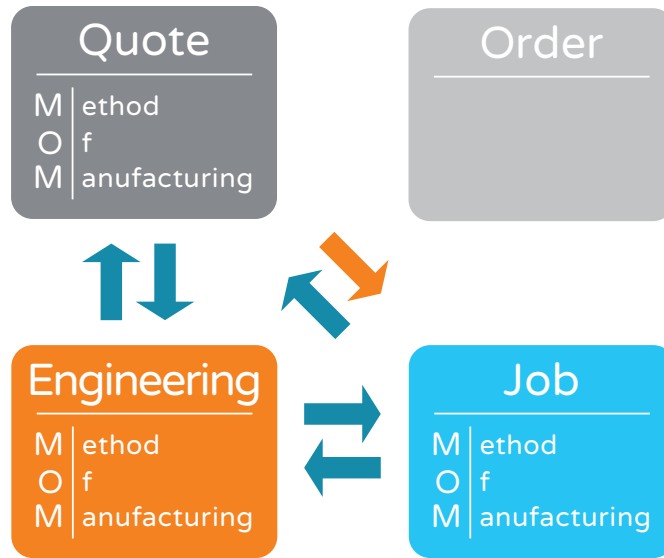 Quote
M ethod
O f
M anufacturing
Order
Engineering
M ethod
O f
M anufacturing
Job
M ethod
O f
M anufacturing